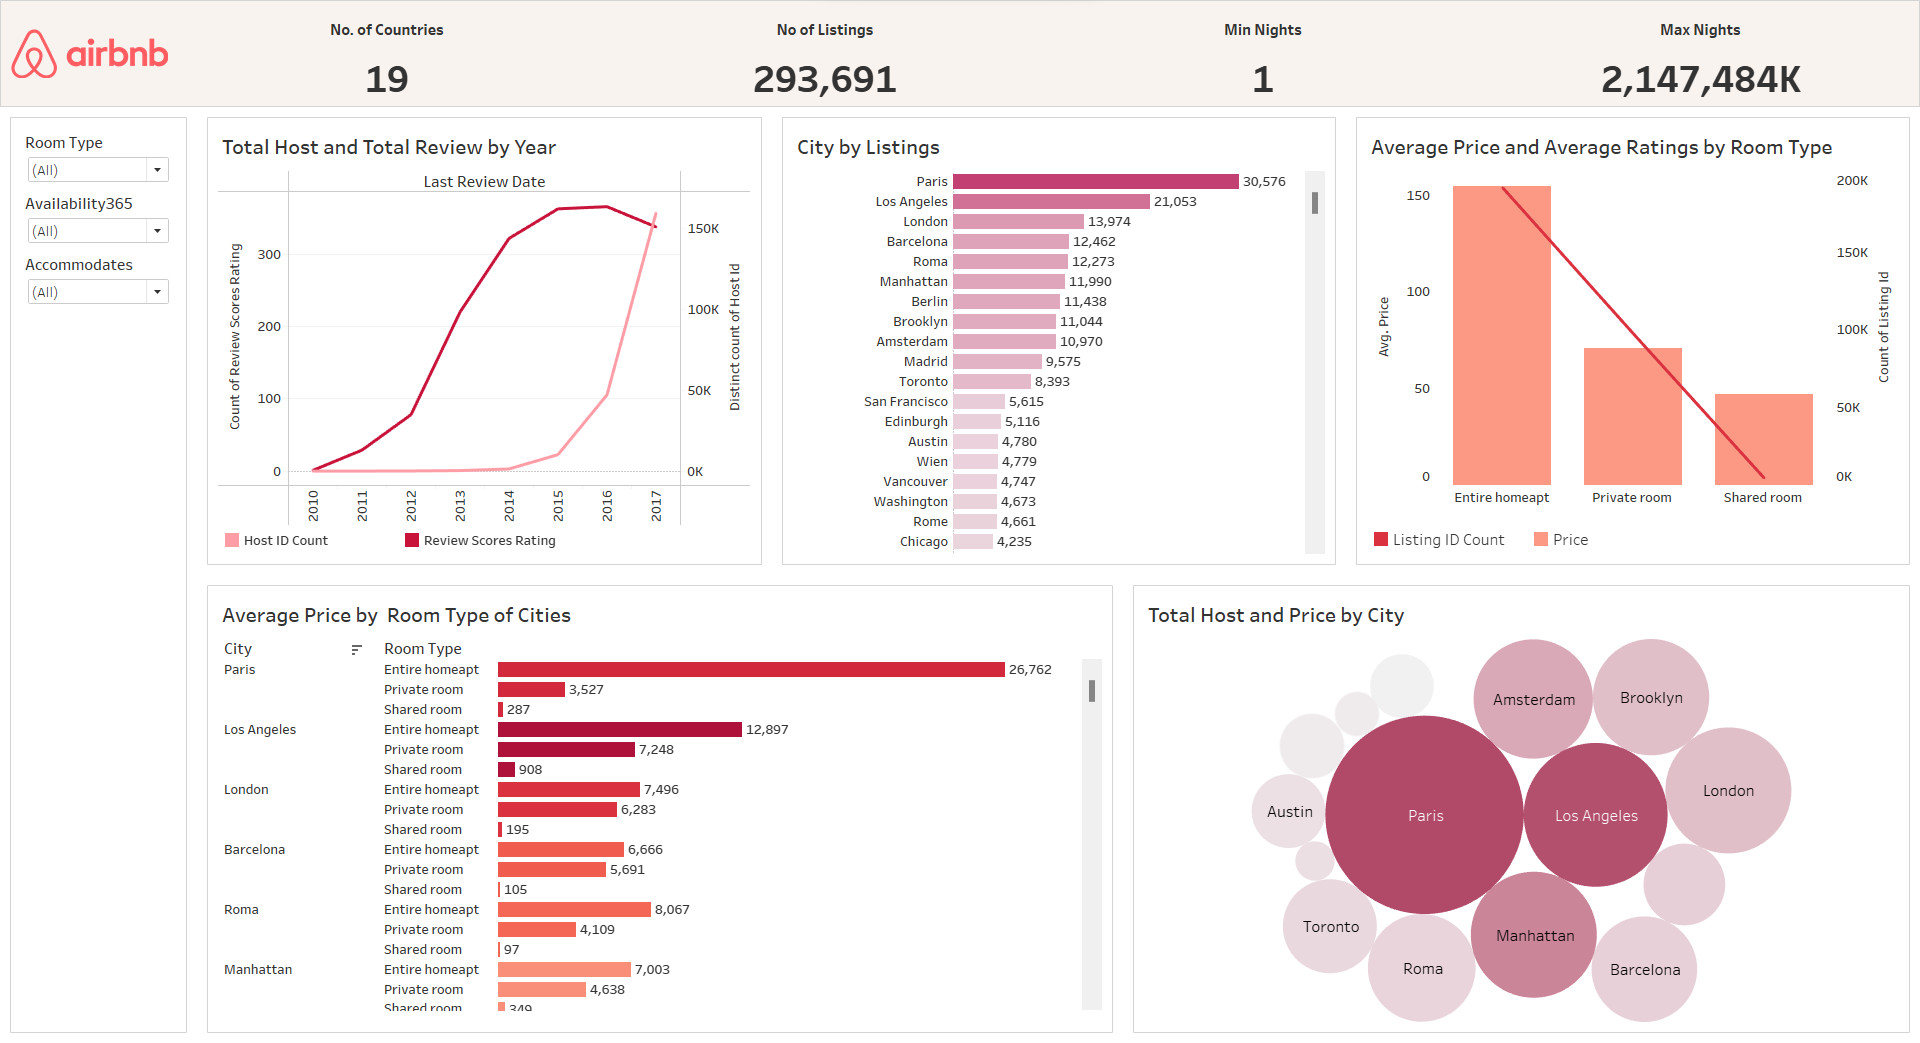 airbnb
No. of Countries
19
No of Listings
293,691
Min Nights
1
Max Nights
2,147,484K
Room Type
(All)
Availability365
(All)
Accommodates
(All)
Total Host and Total Review by Year
Last Review Date
Count of Review Scores Rating
300
200
100
0
150K
100K
50K
0K
Distinct count of Host Id
2010 2011 2012 2013 2014 2015 2016 2017
Host ID Count
Review Scores Rating
City by Listings
Paris 30,576
Los Angeles 21,053
London 13,974
Barcelona 12,462
Roma 12,273
Manhattan 11,990
Berlin 11,438
Brooklyn 11,044
Amsterdam 10,970
Madrid 9,575
Toronto 8,393
San Francisco 5,615
Edinburgh 5,116
Austin 4,780
Wien 4,779
Vancouver 4,747
Washington 4,673
Rome 4,661
Chicago 4,235
Average Price and Average Ratings by Room Type
Avg. Price
150
100
50
0
200K
150K
100K
50K
0K
Count of Listing Id
Entire homeapt Private room Shared room
Listing ID Count
Price
Average Price by Room Type of Cities
City Room Type
Paris Entire homeapt 26,762
Private room 3,527
Shared room 287
Los Angeles Entire homeapt 12,897
Private room 7,248
Shared room 908
London Entire homeapt 7,496
Private room 6,283
Shared room 195
Barcelona Entire homeapt 6,666
Private room 5,691
Shared room 105
Roma Entire homeapt 8,067
Private room 4,109
Shared room 97
Manhattan Entire homeapt 7,003
Private room 4,638
Shared room 349
Total Host and Price by City
Amsterdam
Brooklyn
London
Austin
Paris
Los Angeles
Toronto
Manhattan
Roma
Barcelona